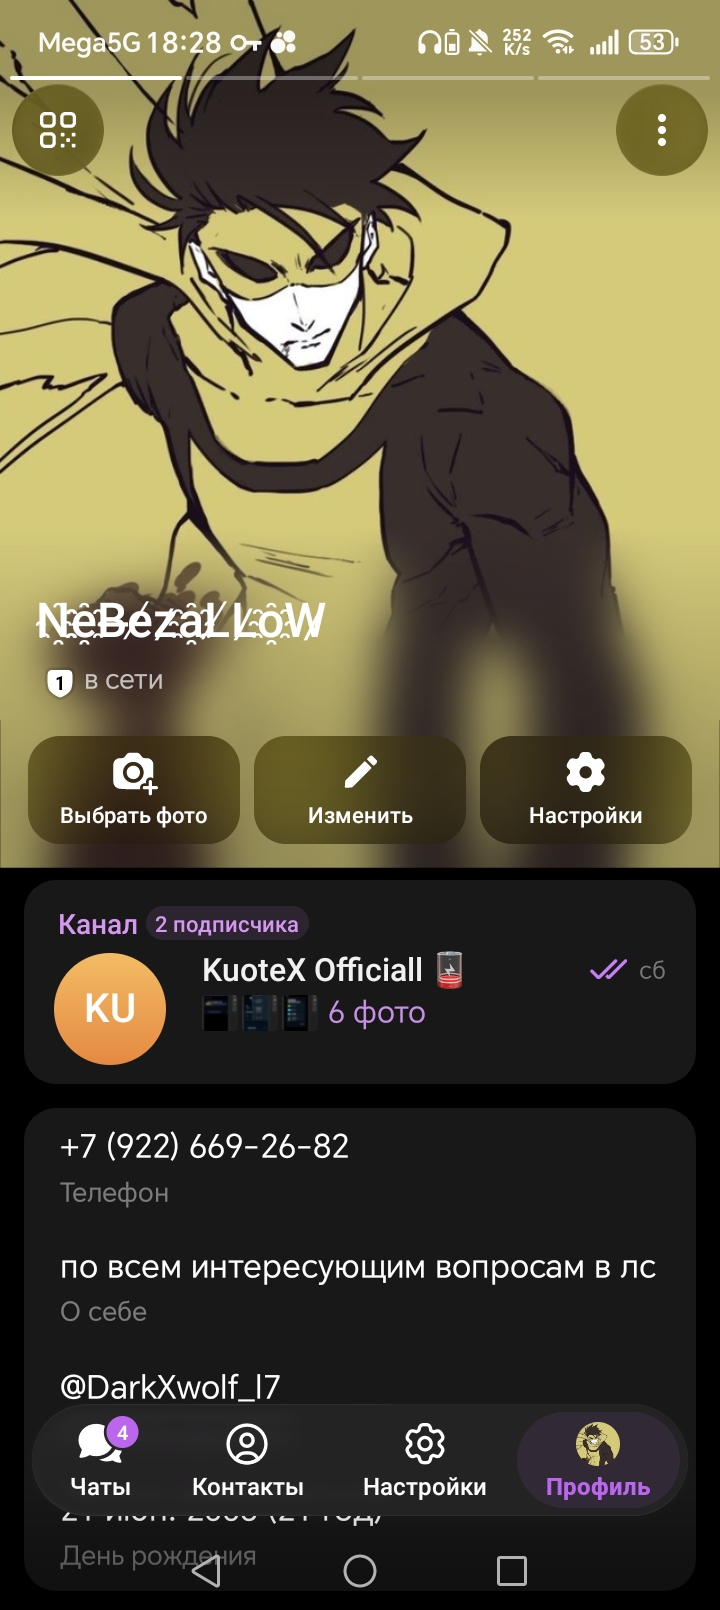 Mega5G 18:28
252
K/s
53
NeBezaLLoW
1 в сети
Выбрать фото
Изменить
Настройки
Канал 2 подписчика
KuoteX Officiall
сб
KU
6 фото
+7 (922) 669-26-82
Телефон
по всем интересующим вопросам в лс
О себе
@DarkXwolf_l7
4
Чаты
Контакты
Настройки
Профиль
День рождения